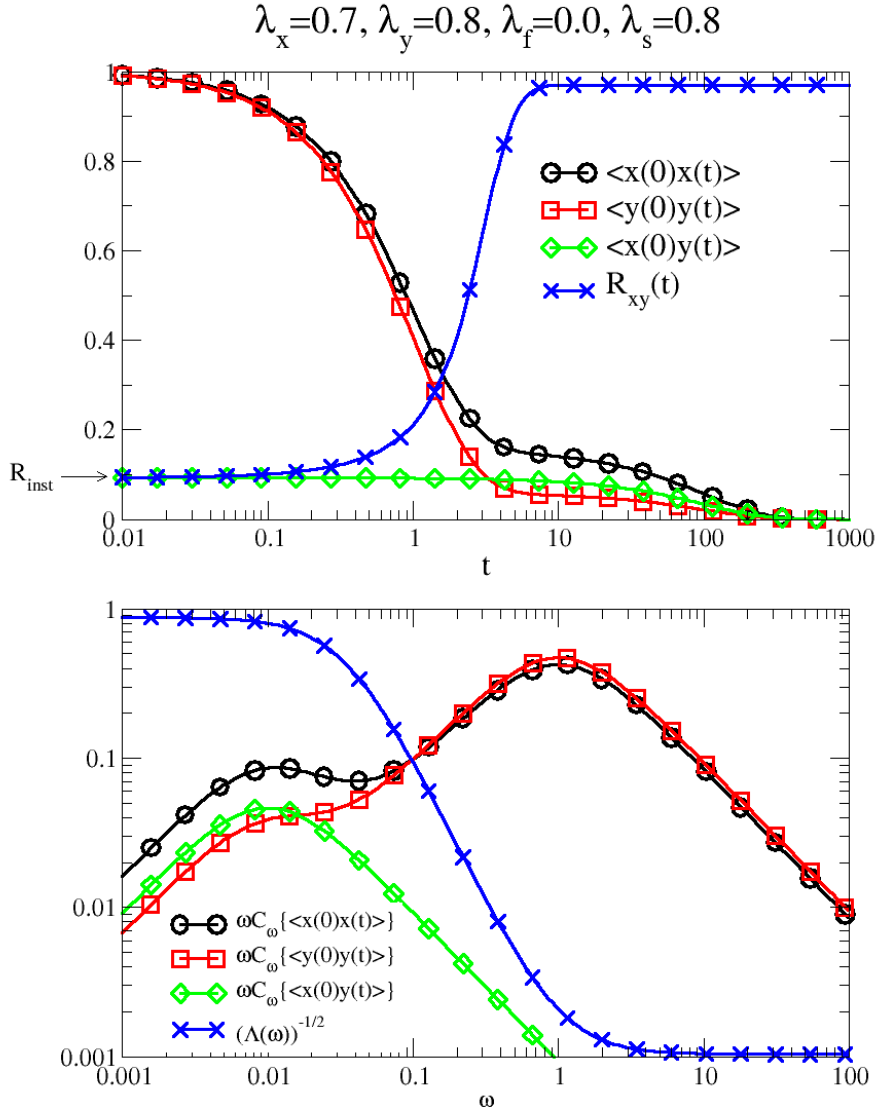 λx=0.7, λy=0.8, λf=0.0, λs=0.8
1
0.8
0.6
0.4
0.2
0
Rinst
<x(0)x(t)>
<y(0)y(t)>
<x(0)y(t)>
Rxy(t)
0.01 0.1 1 10 100 1000
t
1
0.1
0.01
0.001
ωCω{<x(0)x(t)>}
ωCω{<y(0)y(t)>}
ωCω{<x(0)y(t)>}
(Λ(ω))-1/2
0.001 0.01 0.1 1 10 100
ω